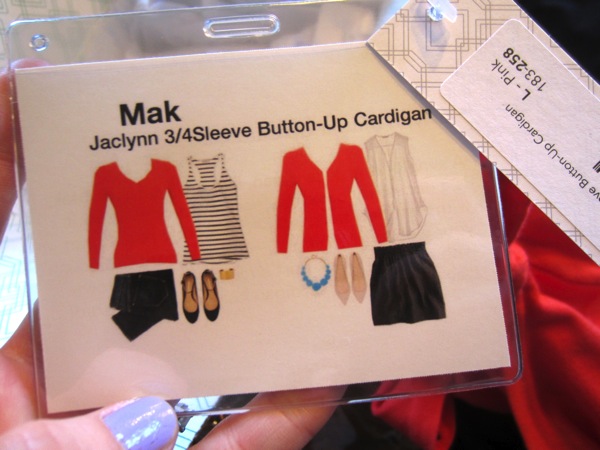 Mak
Jaclynn 3/4Sleeve Button-Up Cardigan
L - Pink
183-258
eve Button-Up Cardigan